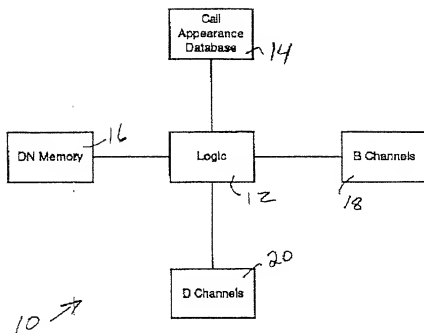 Call
Appearance
Database
14
16
DN Memory
Logic
B Channels
12
18
20
D Channels
10